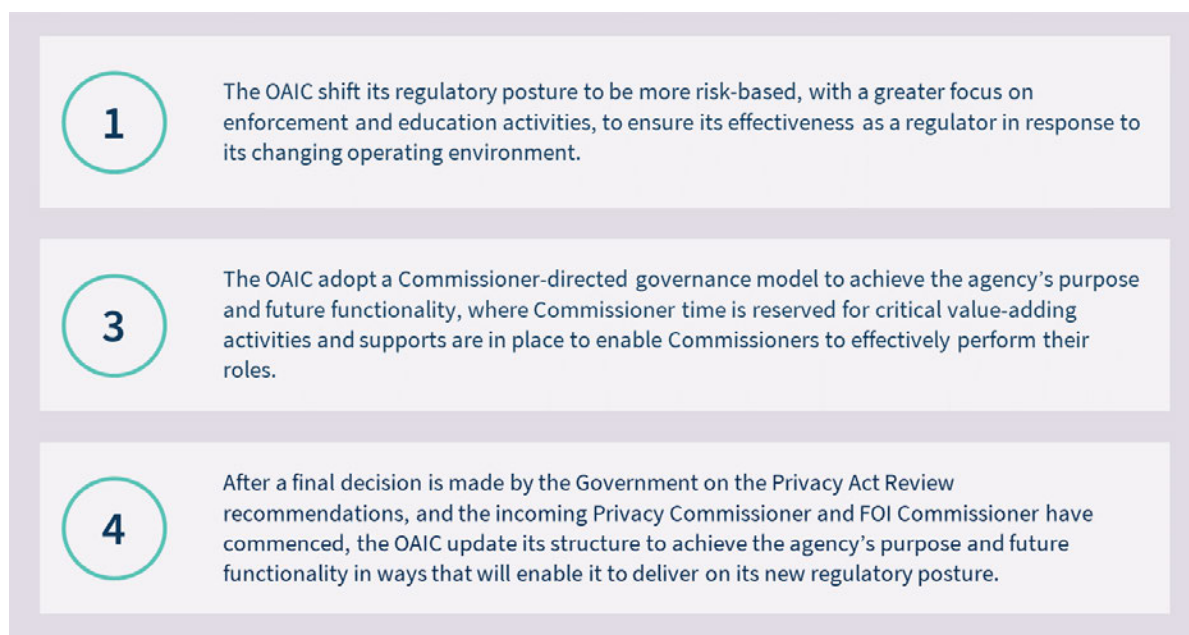 1
The OAIC shift its regulatory posture to be more risk-based, with a greater focus on
enforcement and education activities, to ensure its effectiveness as a regulator in response to
its changing operating environment.
3
The OAIC adopt a Commissioner-directed governance model to achieve the agency’s purpose
and future functionality, where Commissioner time is reserved for critical value-adding
activities and supports are in place to enable Commissioners to effectively perform their
roles.
4
After a final decision is made by the Government on the Privacy Act Review
recommendations, and the incoming Privacy Commissioner and FOI Commissioner have
commenced, the OAIC update its structure to achieve the agency’s purpose and future
functionality in ways that will enable it to deliver on its new regulatory posture.